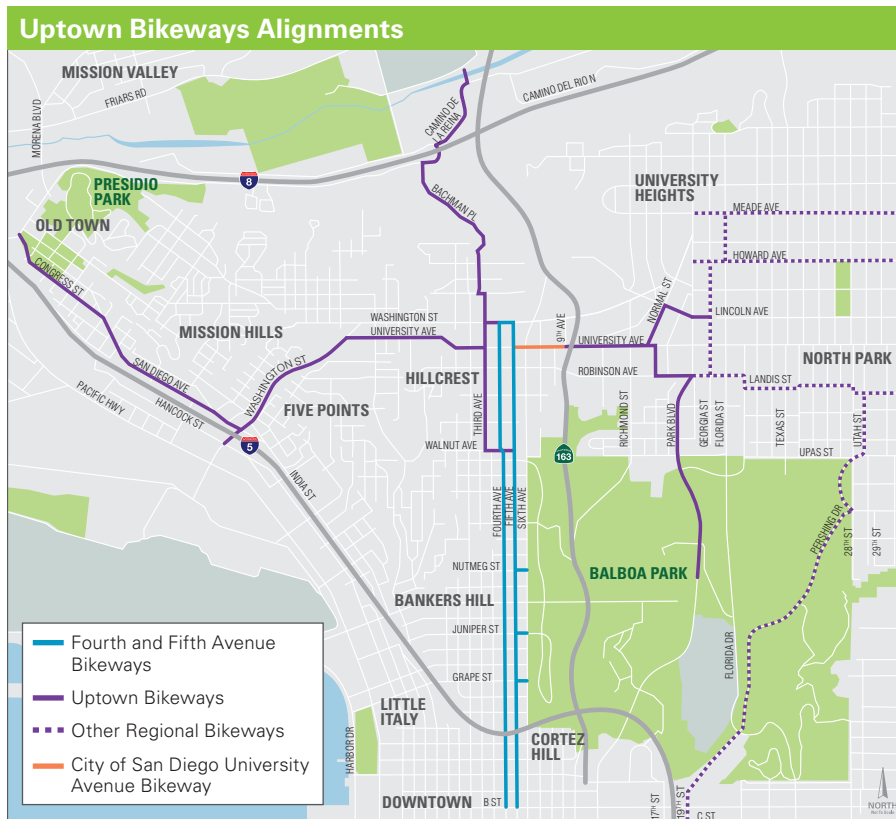 Uptown Bikeways Alignments
MISSION VALLEY
FRIARS RD
MORENA BLVD
CAMINO DE
LA REINA
CAMINO DEL RIO N
8
PRESIDIO
PARK
BACHMAN PL
UNIVERSITY
HEIGHTS
MEADE AVE
OLD TOWN
HOWARD AVE
CONGRESS ST
NORMAL ST
LINCOLN AVE
WASHINGTON ST
9TH AVE
MISSION HILLS
UNIVERSITY AVE
UNIVERSITY AVE
NORTH PARK
SAN DIEGO AVE
WASHINGTON ST
HILLCREST
ROBINSON AVE
LANDIS ST
PACIFIC HWY
HANCOCK ST
FIVE POINTS
THIRD AVE
RICHMOND ST
PARK BLVD
GEORGIA ST
FLORIDA ST
TEXAS ST
UTAH ST
5
WALNUT AVE
163
UPAS ST
INDIA ST
FOURTH AVE
FIFTH AVE
SIXTH AVE
PERSHING DR
28TH ST
29TH ST
NUTMEG ST
BALBOA PARK
BANKERS HILL
JUNIPER ST
FLORIDA DR
GRAPE ST
LITTLE
ITALY
HARBOR DR
CORTEZ
HILL
DOWNTOWN
B ST
17TH ST
19TH ST
C ST
Fourth and Fifth Avenue
Bikeways
Uptown Bikeways
Other Regional Bikeways
City of San Diego University
Avenue Bikeway
NORTH
Not to Scale